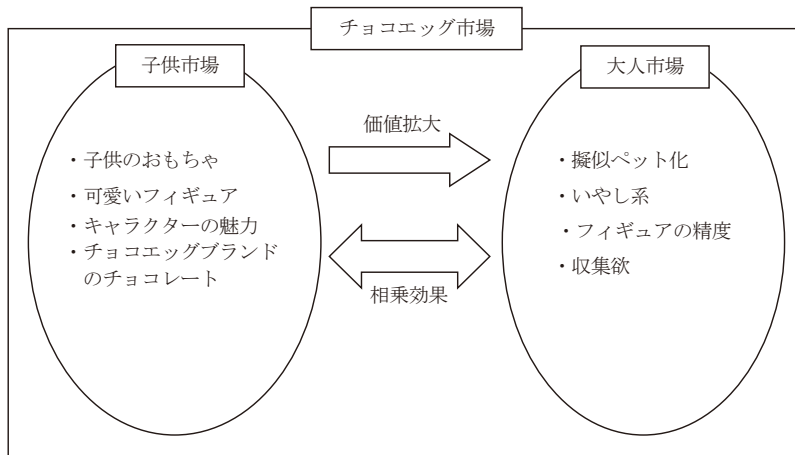 チョコエッグ市場
子供市場
・子供のおもちゃ
・可愛いフィギュア
・キャラクターの魅力
・チョコエッグブランド
のチョコレート
価値拡大
相乗効果
大人市場
・擬似ペット化
・いやし系
・フィギュアの精度
・収集欲